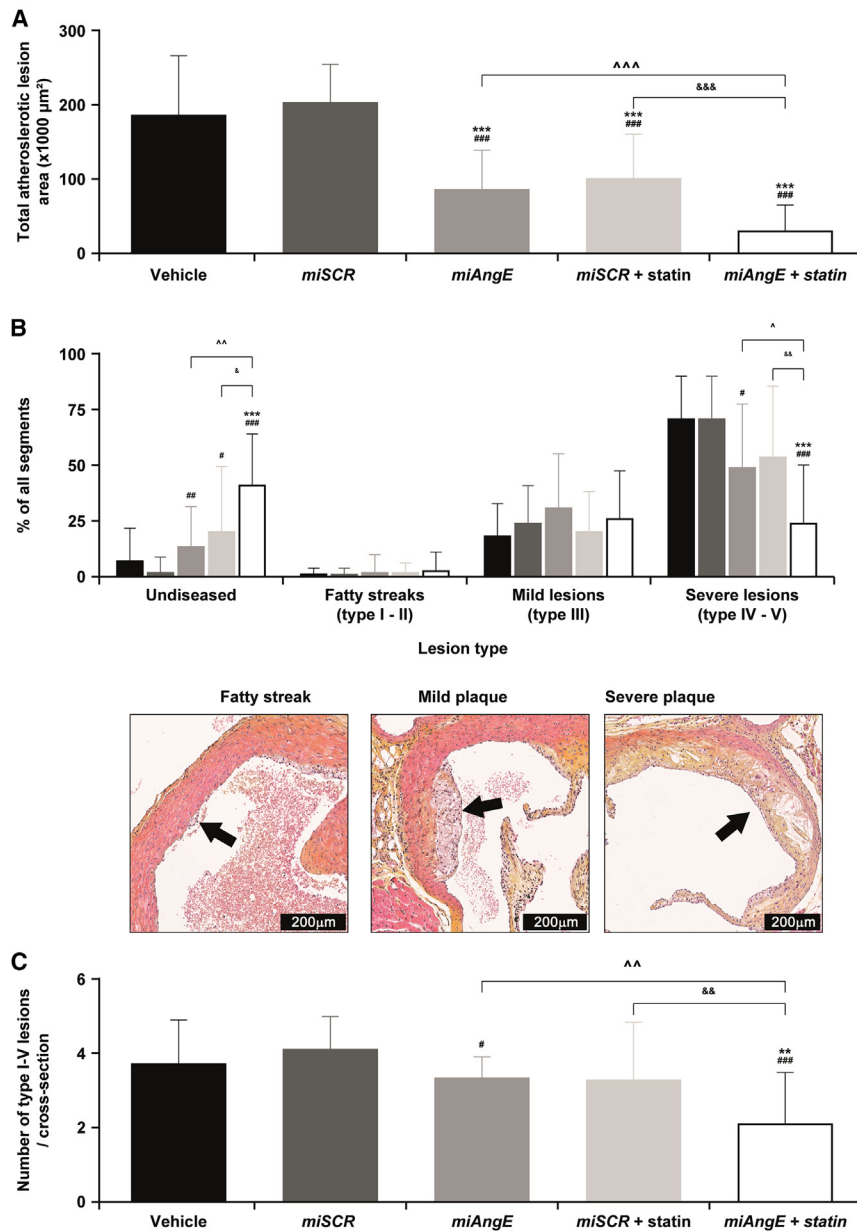 A
Total atheroslerotic lesion
area (x1000 µm²)
300
200
100
0
^^^
&&&
***
###
***
###
***
###
Vehicle
miSCR
miAngE
miSCR + statin
miAngE + statin
B
% of all segments
100
75
50
25
0
^^
&
***
###
#
##
^
&&
#
***
###
Undiseased
Fatty streaks
(type I - II)
Mild lesions
(type III)
Severe lesions
(type IV - V)
Lesion type
Fatty streak
Mild plaque
Severe plaque
200µm
200µm
200µm
C
Number of type I-V lesions
/ cross-section
6
4
2
0
^^
&&
#
**
###
Vehicle
miSCR
miAngE
miSCR + statin
miAngE + statin